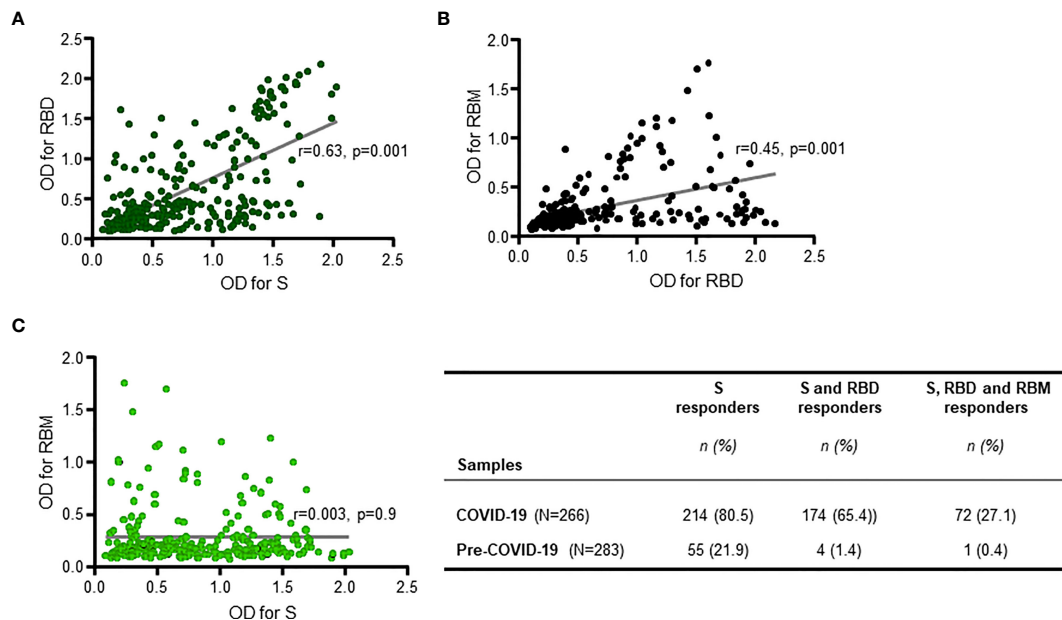 A
2.5
2.0
1.5
1.0
0.5
0.0
OD for RBD
r=0.63, p=0.001
0.0 0.5 1.0 1.5 2.0 2.5
OD for S
B
2.0
1.5
1.0
0.5
0.0
OD for RBM
r=0.45, p=0.001
0.0 0.5 1.0 1.5 2.0 2.5
OD for RBD
C
2.0
1.5
1.0
0.5
0.0
OD for RBM
r=0.003, p=0.9
0.0 0.5 1.0 1.5 2.0 2.5
OD for S
S S and RBD S, RBD and RBM
responders responders responders
n (%) n (%) n (%)
Samples
COVID-19 (N=266) 214 (80.5) 174 (65.4)) 72 (27.1)
Pre-COVID-19 (N=283) 55 (21.9) 4 (1.4) 1 (0.4)